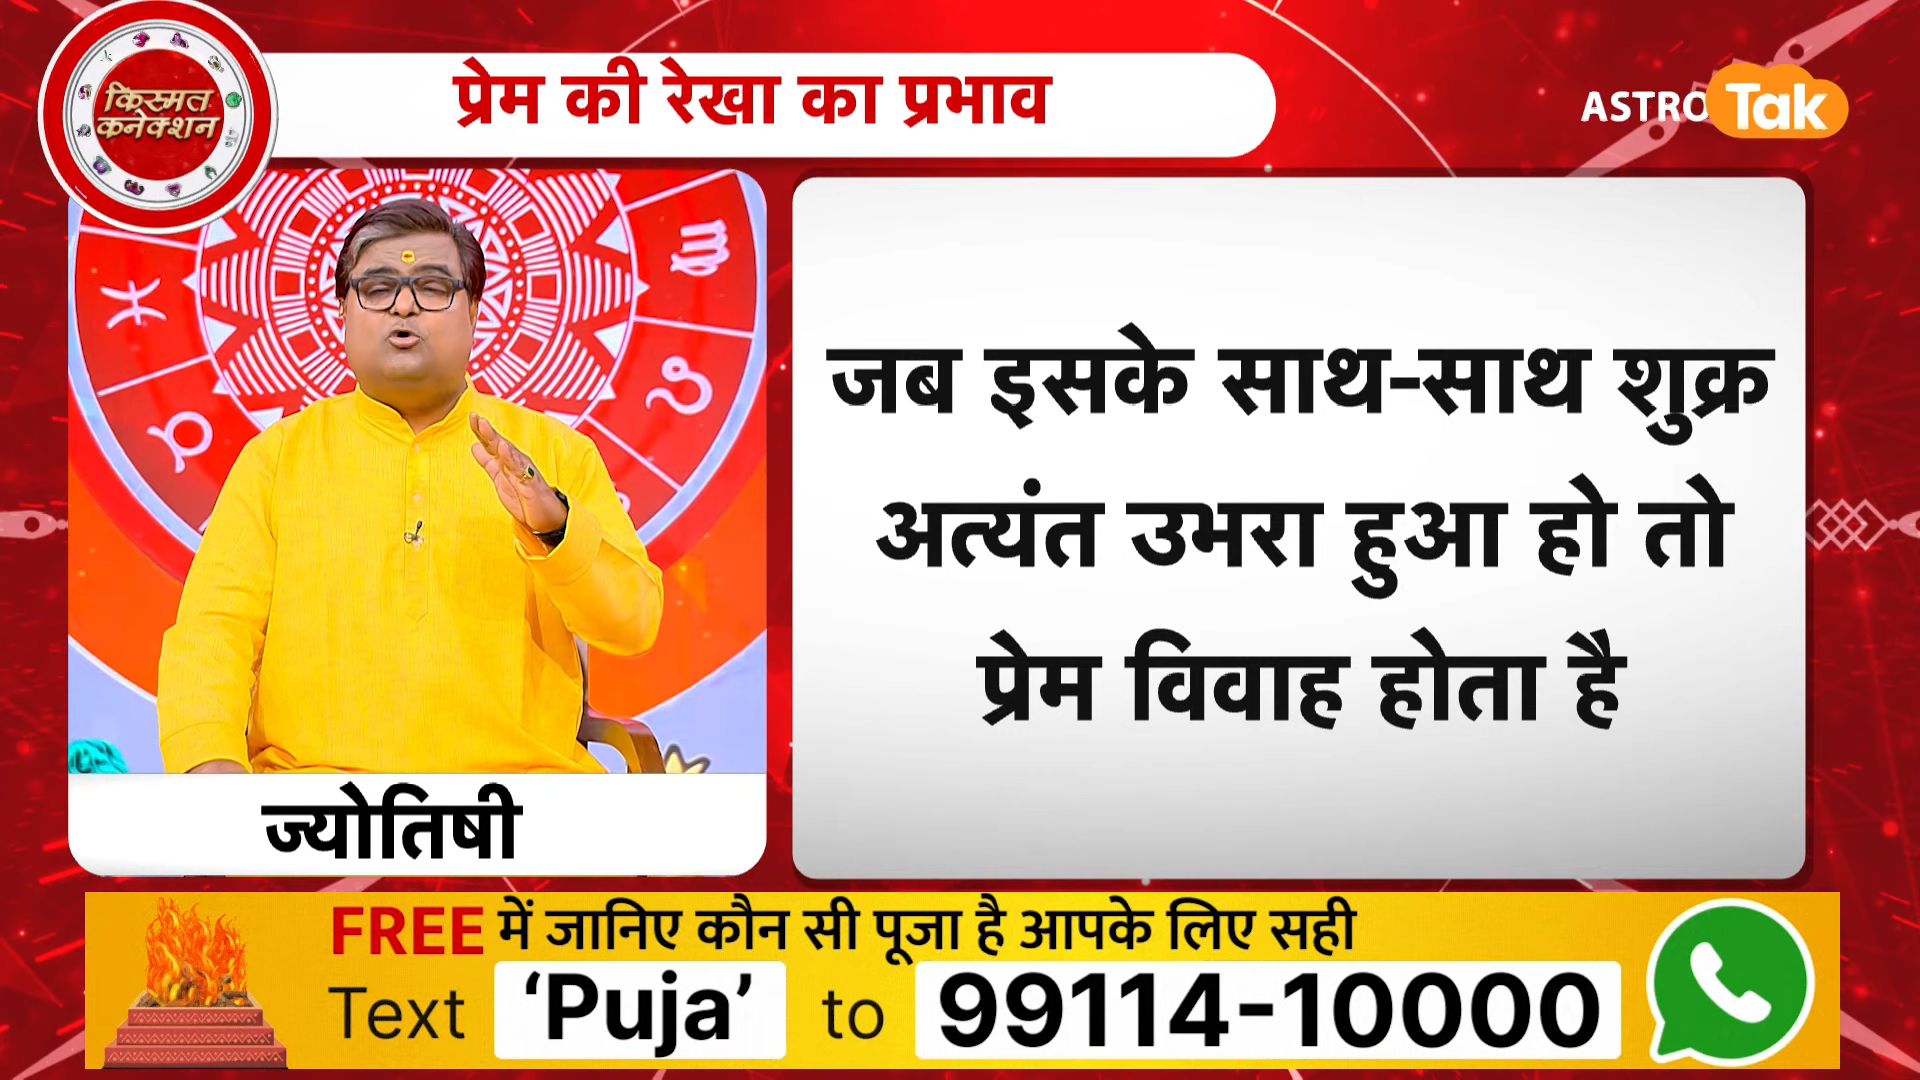 किस्मत
कनेक्शन
प्रेम की रेखा का प्रभाव
ASTRO Tak
जब इसके साथ-साथ शुक्र
अत्यंत उभरा हुआ हो तो
प्रेम विवाह होता है
ज्योतिषी
FREE में जानिए कौन सी पूजा है आपके लिए सही
Text ‘Puja’ to 99114-10000